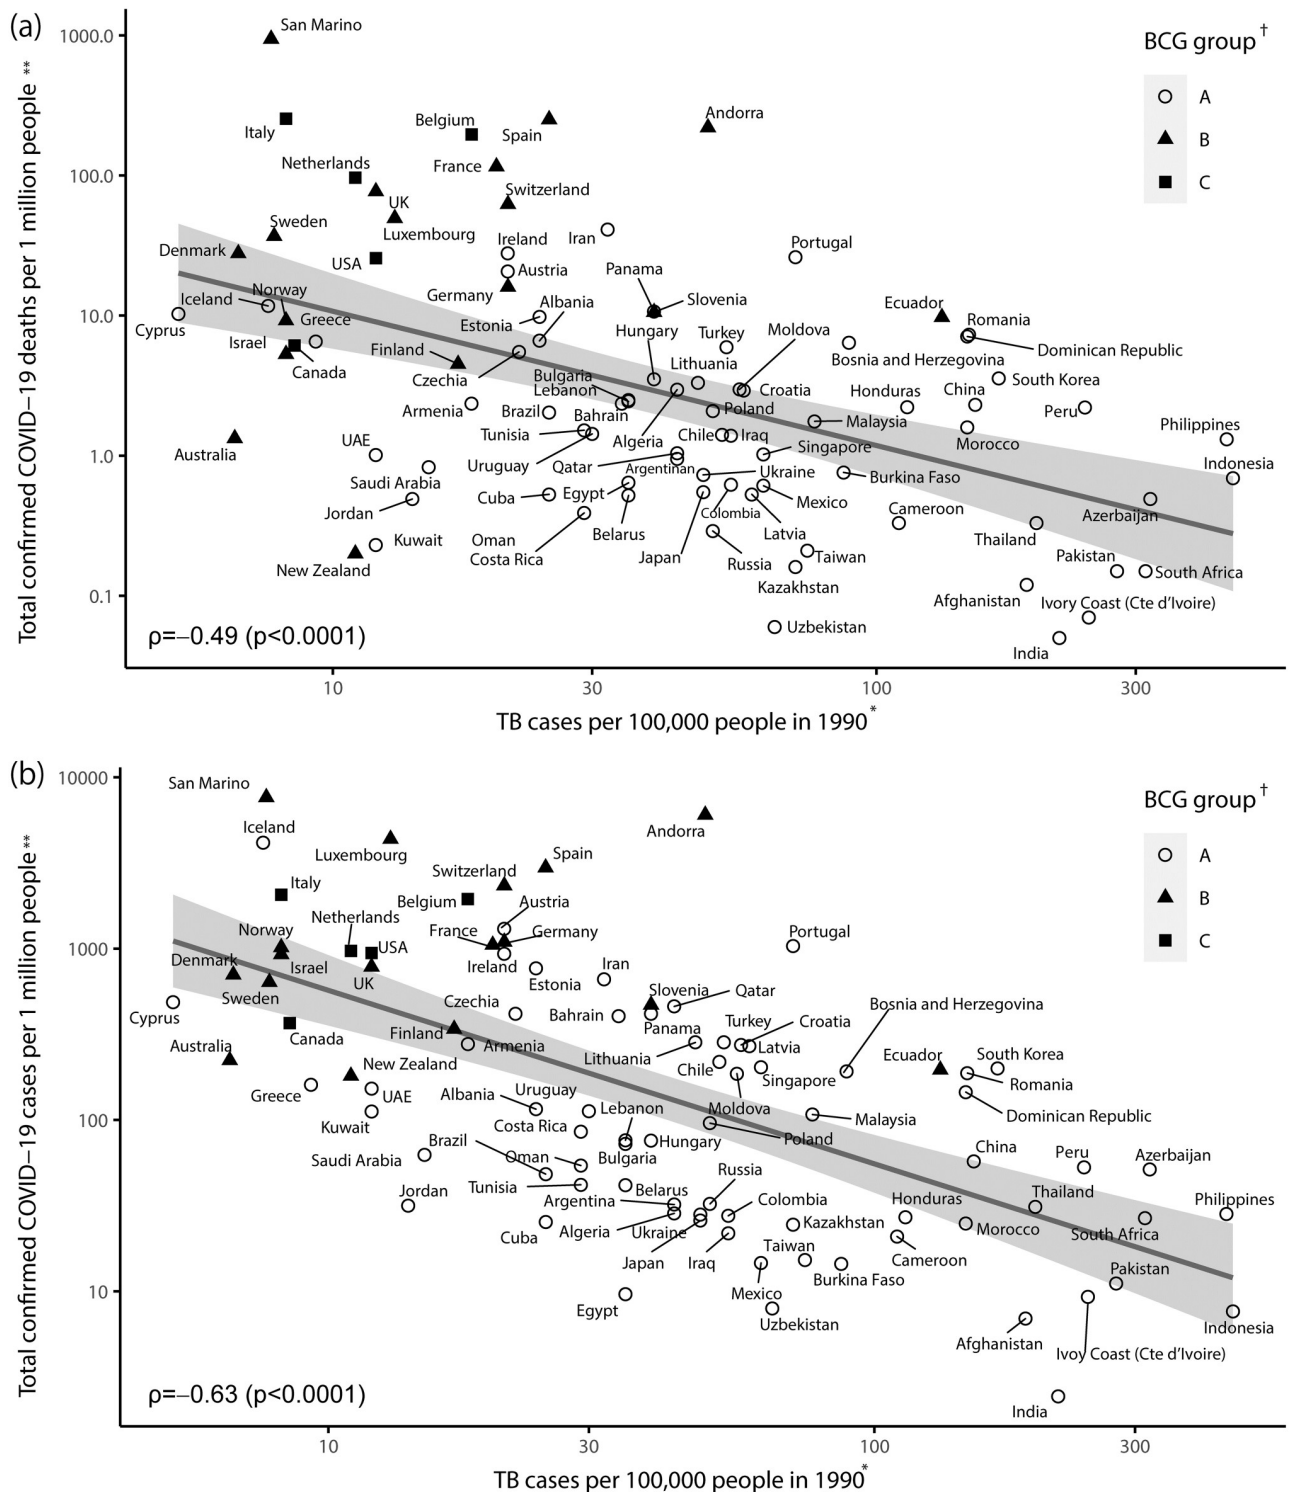 (a)
Total confirmed COVID−19 deaths per 1 million people **
1000.0
100.0
10.0
1.0
0.1
BCG group†
A
B
C
San Marino
Italy
Belgium
Spain
Andorra
Netherlands
France
UK
Switzerland
Sweden
Luxembourg
Denmark
USA
Ireland
Iran
Portugal
Austria
Panama
Norway
Iceland
Germany
Albania
Slovenia
Ecuador
Cyprus
Greece
Estonia
Hungary
Turkey
Moldova
Romania
Israel
Finland
Lithuania
Bosnia and Herzegovina
Dominican Republic
Canada
Czechia
Bulgaria
Lebanon
Croatia
Honduras
China
South Korea
Armenia
Brazil
Bahrain
Poland
Malaysia
Peru
Philippines
Australia
UAE
Tunisia
Algeria
Chile
Iraq
Singapore
Morocco
Uruguay
Qatar
Argentinan
Ukraine
Burkina Faso
Indonesia
Saudi Arabia
Jordan
Cuba
Egypt
Colombia
Mexico
Cameroon
Azerbaijan
Kuwait
Oman
Costa Rica
Belarus
Japan
Latvia
Thailand
New Zealand
Russia
Taiwan
Pakistan
South Africa
Kazakhstan
Afghanistan
Ivory Coast (Cte d’Ivoire)
Uzbekistan
India
ρ=−0.49 (p<0.0001)
10
30
100
300
TB cases per 100,000 people in 1990*
(b)
Total confirmed COVID−19 cases per 1 million people**
10000
1000
100
10
BCG group†
A
B
C
San Marino
Iceland
Luxembourg
Andorra
Spain
Italy
Switzerland
Belgium
Austria
Netherlands
Norway
France
Germany
Portugal
USA
Denmark
Israel
Ireland
Iran
UK
Estonia
Sweden
Czechia
Slovenia
Qatar
Bosnia and Herzegovina
Cyprus
Bahrain
Panama
Turkey
Croatia
Canada
Finland
Armenia
Australia
Lithuania
Latvia
Ecuador
South Korea
New Zealand
Chile
Singapore
Romania
Greece
UAE
Albania
Uruguay
Lebanon
Moldova
Malaysia
Dominican Republic
Kuwait
Costa Rica
Brazil
Hungary
Poland
China
Peru
Azerbaijan
Saudi Arabia
Oman
Bulgaria
Russia
Jordan
Tunisia
Belarus
Argentina
Colombia
Honduras
Thailand
Philippines
Cuba
Algeria
Ukraine
Kazakhstan
Morocco
South Africa
Japan
Iraq
Taiwan
Cameroon
Pakistan
Mexico
Burkina Faso
Egypt
Uzbekistan
Indonesia
Afghanistan
Ivoy Coast (Cte d’Ivoire)
India
ρ=−0.63 (p<0.0001)
10
30
100
300
TB cases per 100,000 people in 1990*